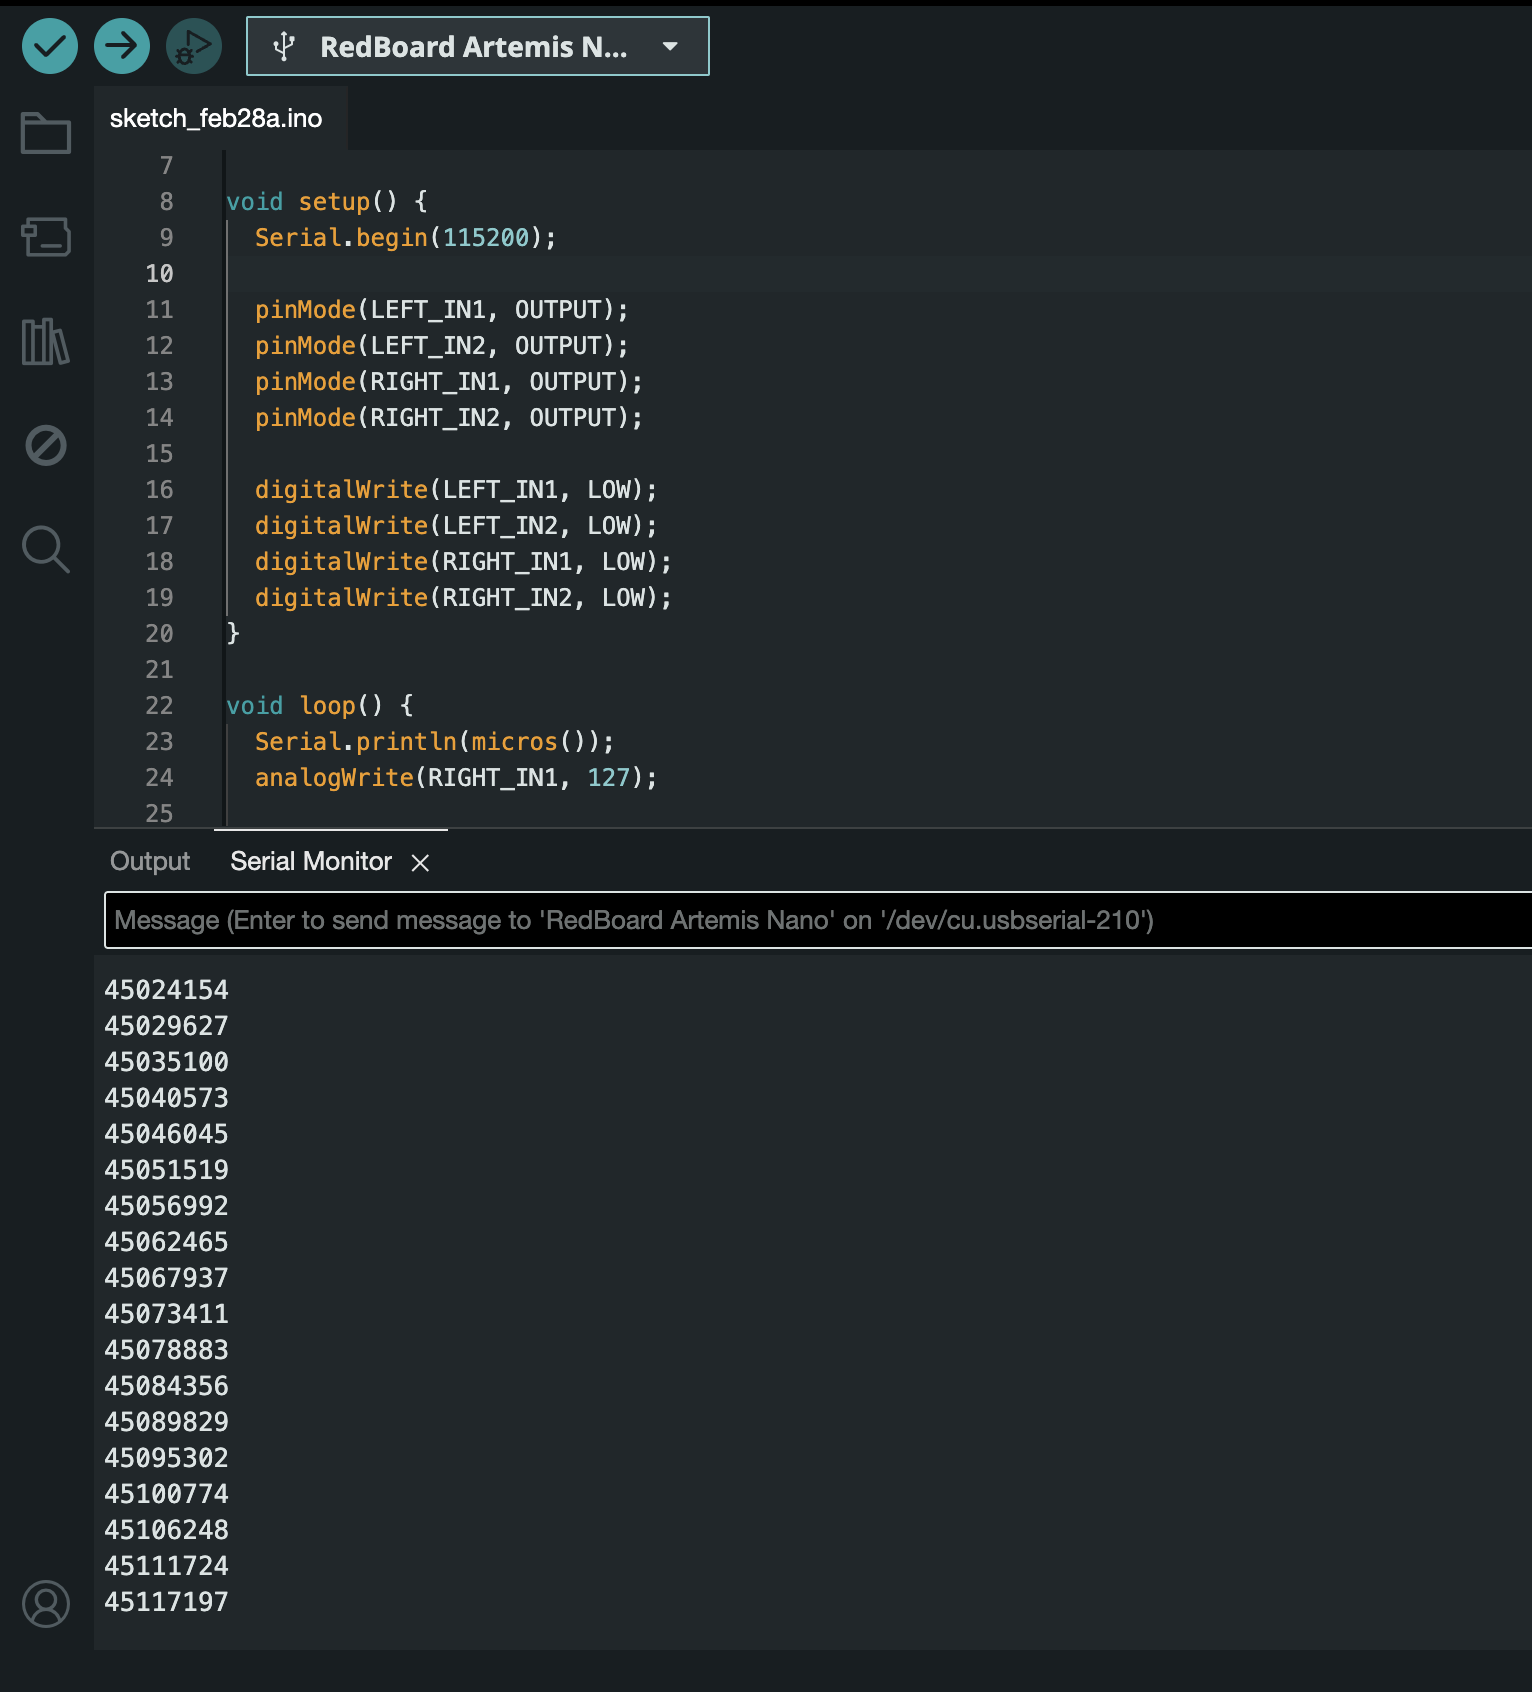 RedBoard Artemis N...
sketch_feb28a.ino
7
8 void setup() {
9 Serial.begin(115200);
10
11 pinMode(LEFT_IN1, OUTPUT);
12 pinMode(LEFT_IN2, OUTPUT);
13 pinMode(RIGHT_IN1, OUTPUT);
14 pinMode(RIGHT_IN2, OUTPUT);
15
16 digitalWrite(LEFT_IN1, LOW);
17 digitalWrite(LEFT_IN2, LOW);
18 digitalWrite(RIGHT_IN1, LOW);
19 digitalWrite(RIGHT_IN2, LOW);
20 }
21
22 void loop() {
23 Serial.println(micros());
24 analogWrite(RIGHT_IN1, 127);
25
Output Serial Monitor
Message (Enter to send message to 'RedBoard Artemis Nano' on '/dev/cu.usbserial-210')
45024154
45029627
45035100
45040573
45046045
45051519
45056992
45062465
45067937
45073411
45078883
45084356
45089829
45095302
45100774
45106248
45111724
45117197